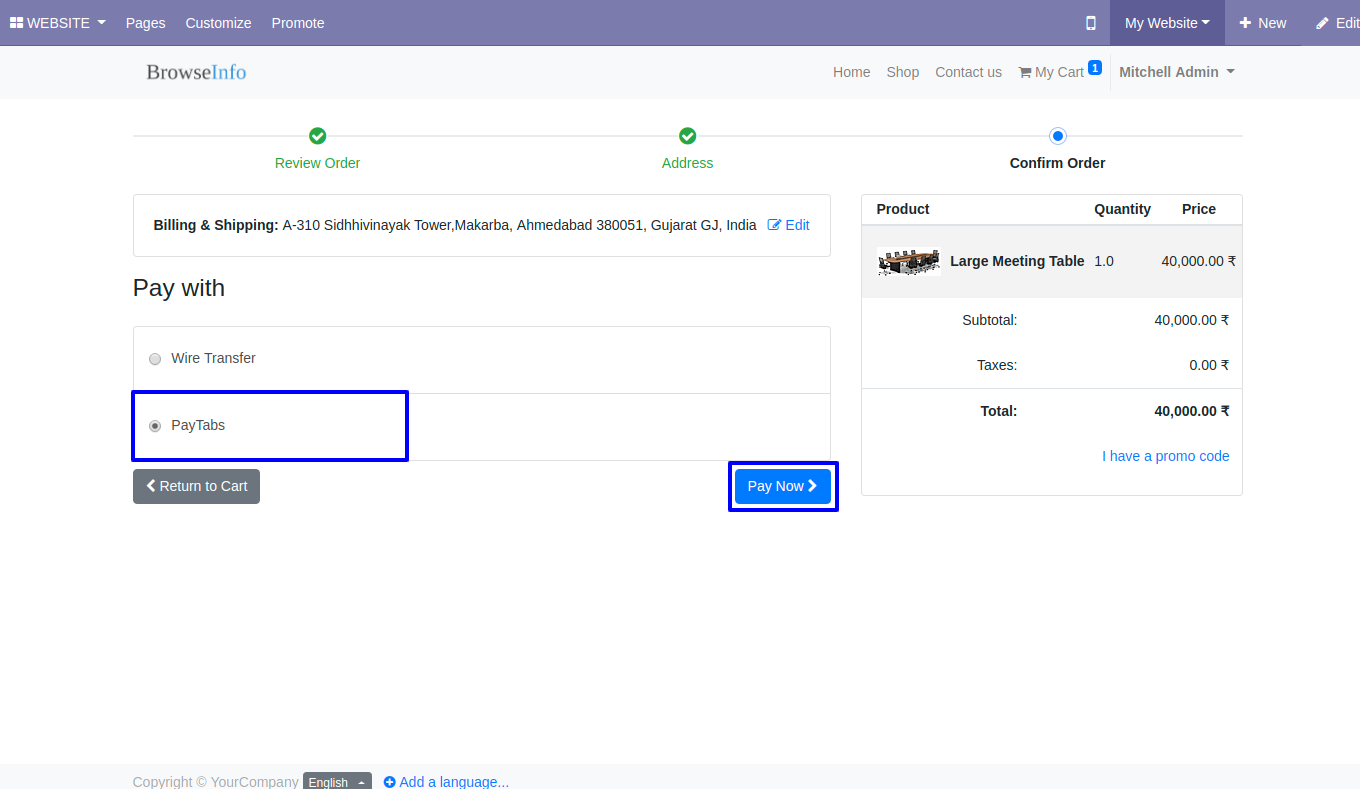 WEBSITE Pages Customize Promote My Website New Edit
BrowseInfo Home Shop Contact us My Cart 1 Mitchell Admin
Review Order Address Confirm Order
Billing & Shipping: A-310 Sidhhivinayak Tower,Makarba, Ahmedabad 380051, Gujarat GJ, India Edit
Pay with
Wire Transfer
PayTabs
Return to Cart Pay Now
Product Quantity Price
Large Meeting Table 1.0 40,000.00 ₹
Subtotal: 40,000.00 ₹
Taxes: 0.00 ₹
Total: 40,000.00 ₹
I have a promo code
Copyright © YourCompany English Add a language...